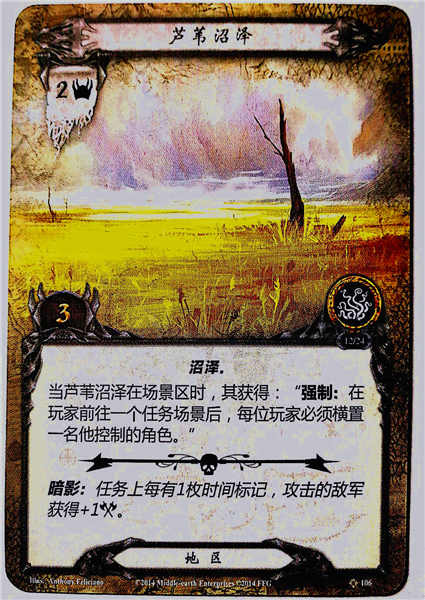 芦苇沼泽
2
3
12/24
沼泽.
当芦苇沼泽在场景区时，其获得：“强制：在
玩家前往一个任务场景后，每位玩家必须横置
一名他控制的角色。”
暗影：任务上每有1枚时间标记，攻击的敌军
获得+1。
地区
Illus. Anthony Feliciano ©2014 Middle-earth Enterprises ©2014 FFG 106